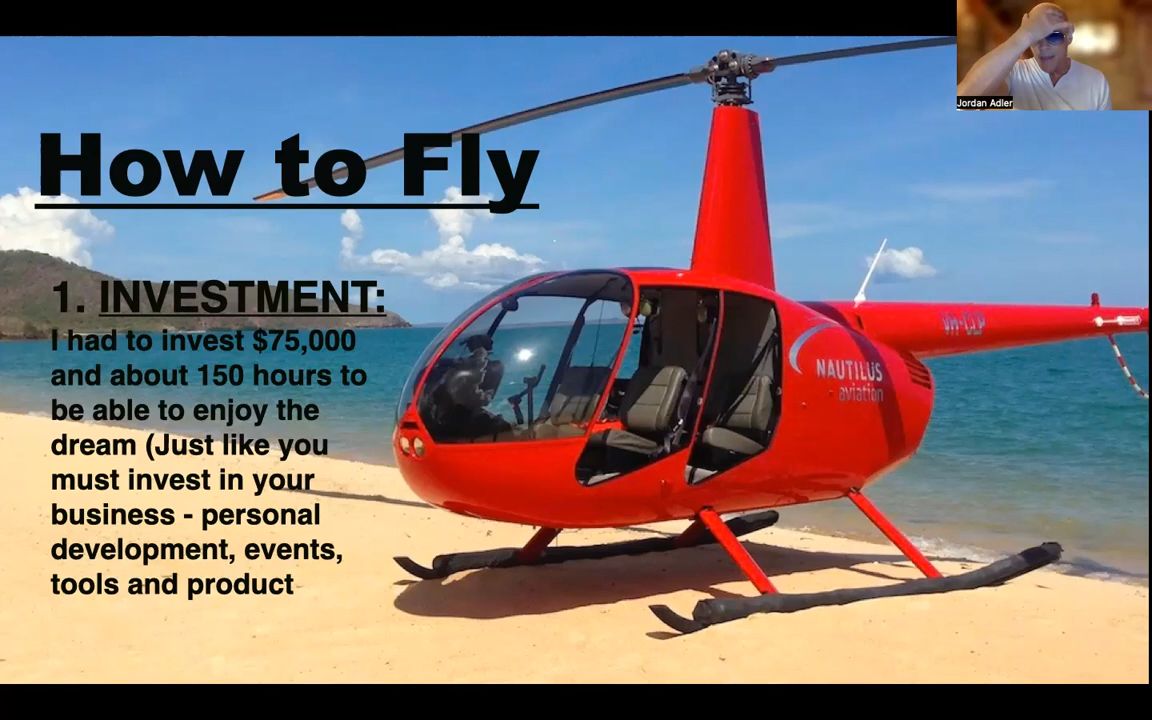 Jordan Adler
How to Fly
1. INVESTMENT:
I had to invest $75,000
and about 150 hours to
be able to enjoy the
dream (Just like you
must invest in your
business - personal
development, events,
tools and product
NAUTILUS
aviation